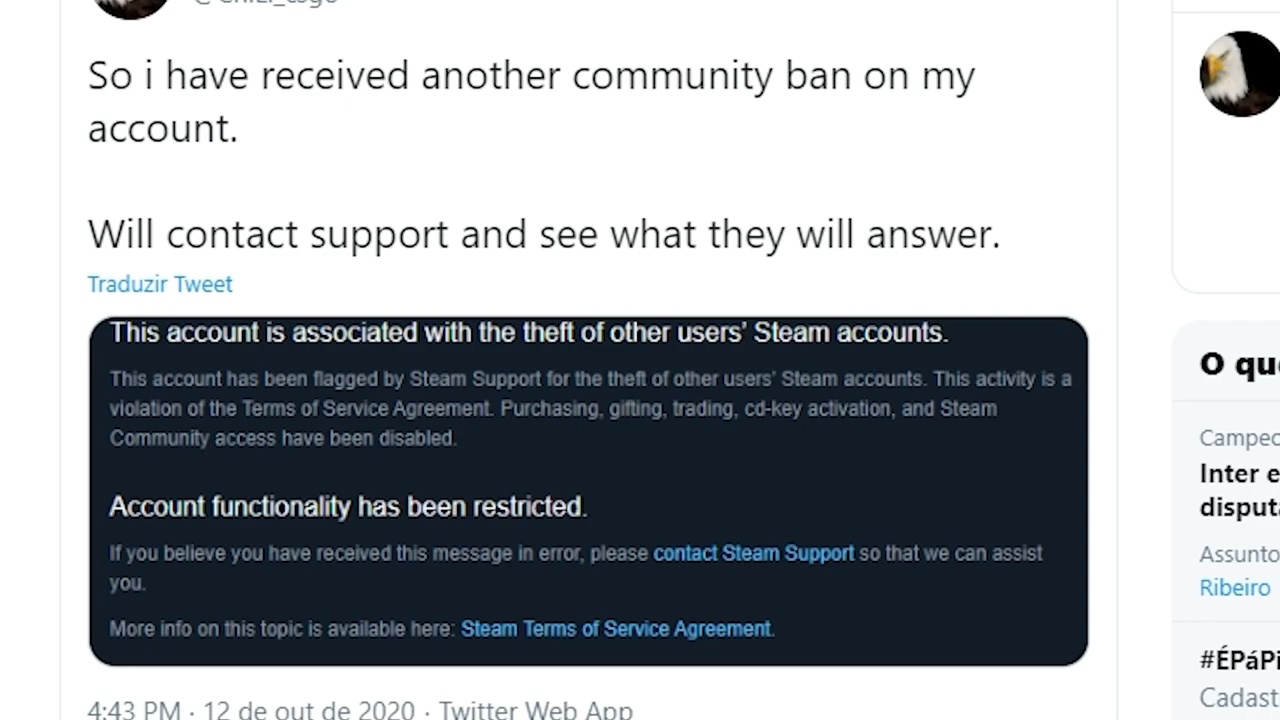 So i have received another community ban on my
account.
Will contact support and see what they will answer.
Traduzir Tweet
This account is associated with the theft of other users' Steam accounts.
This account has been flagged by Steam Support for the theft of other users' Steam accounts. This activity is a
violation of the Terms of Service Agreement. Purchasing, gifting, trading, cd-key activation, and Steam
Community access have been disabled.
Account functionality has been restricted.
If you believe you have received this message in error, please contact Steam Support so that we can assist
you.
More info on this topic is available here: Steam Terms of Service Agreement.
4:43 PM · 12 de out de 2020 · Twitter Web App
O qu
Campeo
Inter e
disputa
Assunto
Ribeiro
#ÉPáPi
Cadast